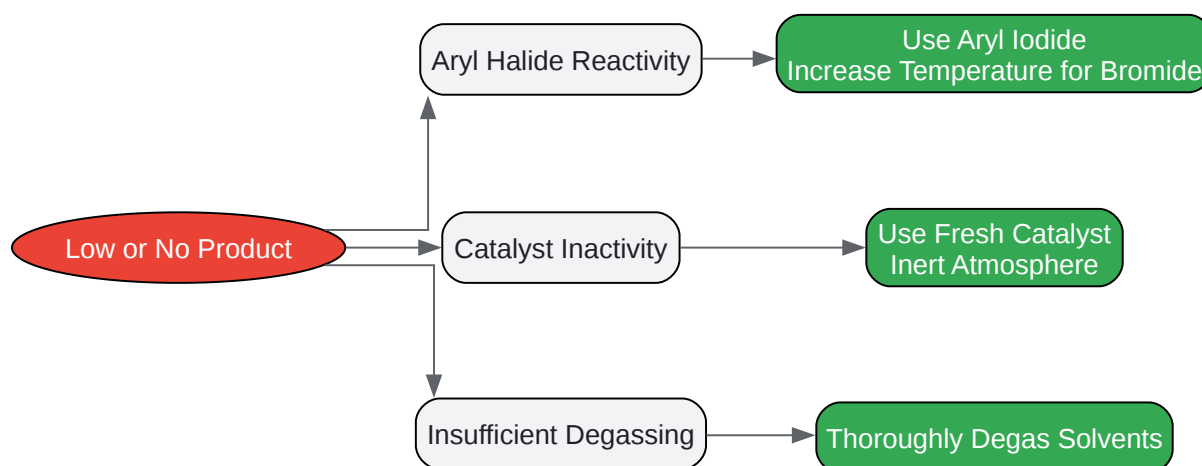 Aryl Halide Reactivity
Use Aryl Iodide
Increase Temperature for Bromide
Low or No Product
Catalyst Inactivity
Use Fresh Catalyst
Inert Atmosphere
Insufficient Degassing
Thoroughly Degas Solvents